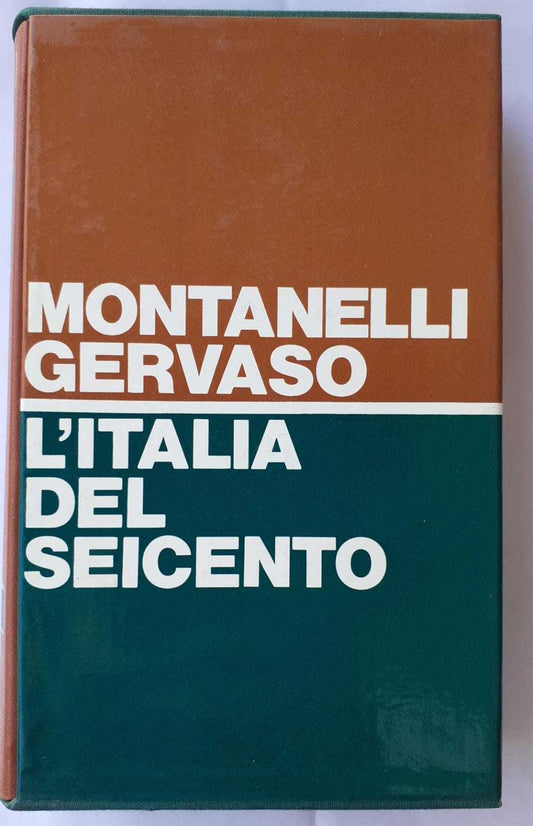 MONTANELLI
GERVASO
L'ITALIA
DEL
SEICENTO